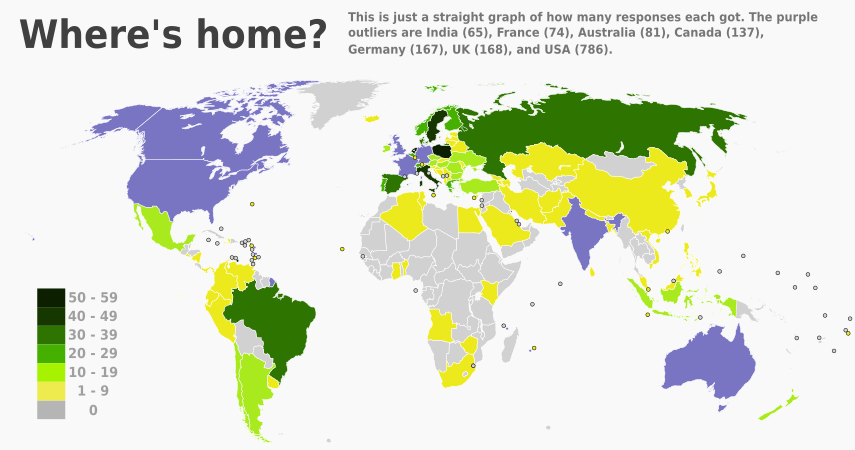 Where's home?
This is just a straight graph of how many responses each got. The purple
outliers are India (65), France (74), Australia (81), Canada (137),
Germany (167), UK (168), and USA (786).
50 - 59
40 - 49
30 - 39
20 - 29
10 - 19
1 - 9
0